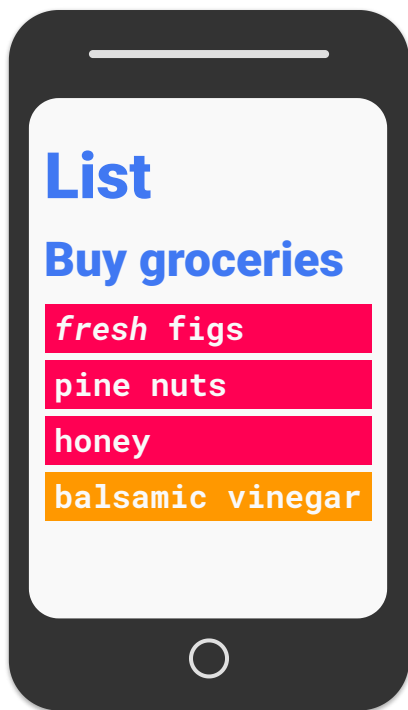 List
Buy groceries
fresh figs
pine nuts
honey
balsamic vinegar